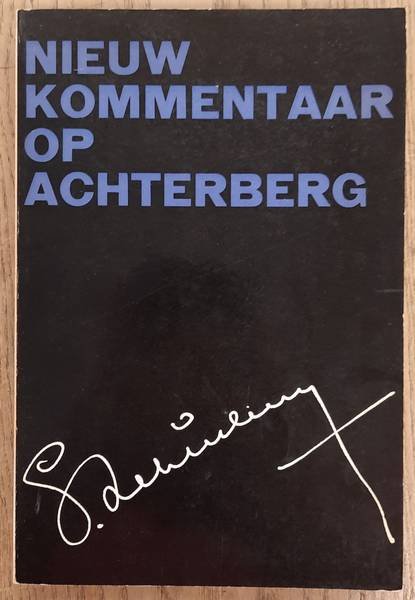 NIEUW
KOMMENTAAR
OP
ACHTERBERG